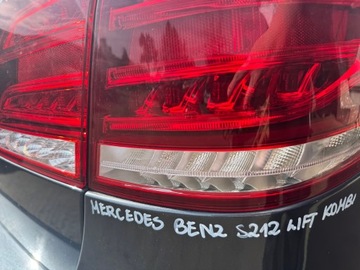 MERCEDES BENZ S212 LIFT KOMBI